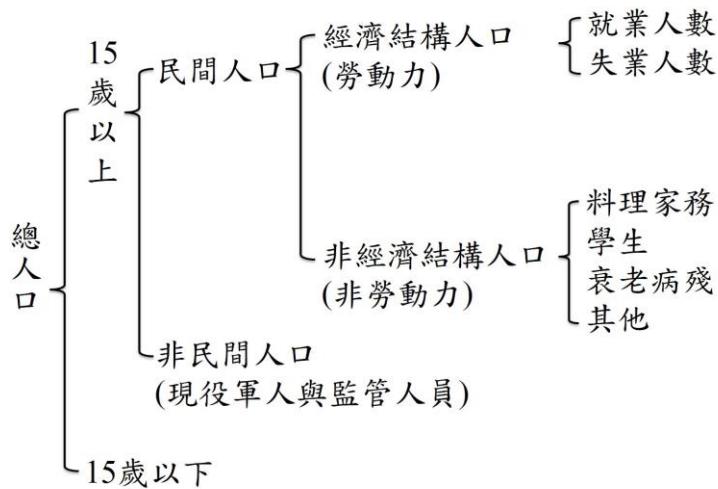 總人口
15歲以上
民間人口
經濟結構人口
(勞動力)
就業人數
失業人數
非經濟結構人口
(非勞動力)
料理家務
學生
衰老病殘
其他
非民間人口
(現役軍人與監管人員)
15歲以下